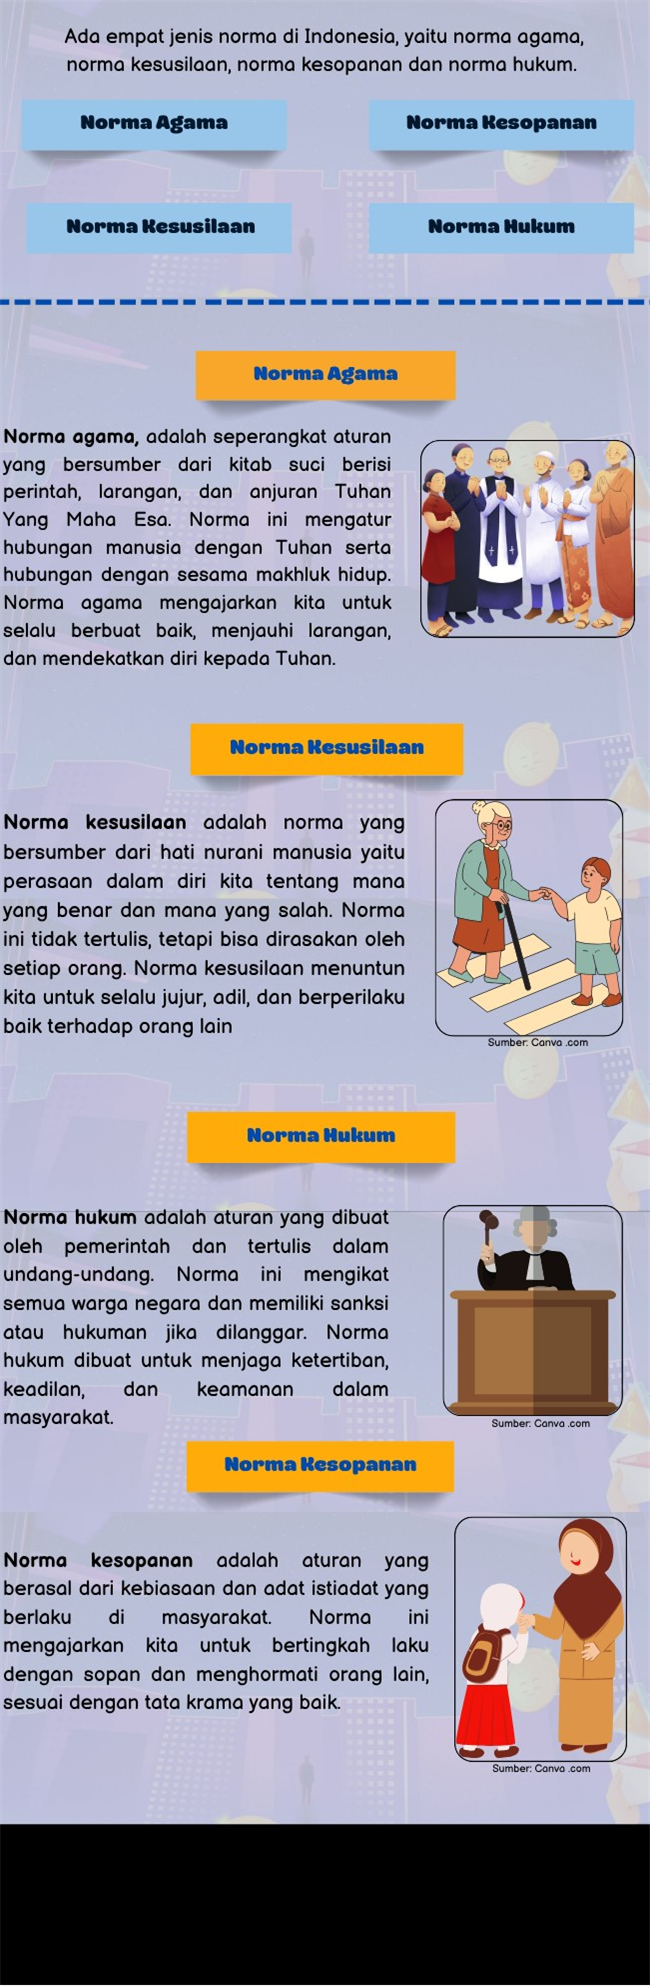 Ada empat jenis norma di Indonesia, yaitu norma agama,
norma kesusilaan, norma kesopanan dan norma hukum.
Norma Agama
Norma Kesopanan
Norma Kesusilaan
Norma Hukum
Norma Agama
Norma agama, adalah seperangkat aturan
yang bersumber dari kitab suci berisi
perintah, larangan, dan anjuran Tuhan
Yang Maha Esa. Norma ini mengatur
hubungan manusia dengan Tuhan serta
hubungan dengan sesama makhluk hidup.
Norma agama mengajarkan kita untuk
selalu berbuat baik, menjauhi larangan,
dan mendekatkan diri kepada Tuhan.
Norma Kesusilaan
Norma kesusilaan adalah norma yang
bersumber dari hati nurani manusia yaitu
perasaan dalam diri kita tentang mana
yang benar dan mana yang salah. Norma
ini tidak tertulis, tetapi bisa dirasakan oleh
setiap orang. Norma kesusilaan menuntun
kita untuk selalu jujur, adil, dan berperilaku
baik terhadap orang lain
Sumber: Canva .com
Norma Hukum
Norma hukum adalah aturan yang dibuat
oleh pemerintah dan tertulis dalam
undang-undang. Norma ini mengikat
semua warga negara dan memiliki sanksi
atau hukuman jika dilanggar. Norma
hukum dibuat untuk menjaga ketertiban,
keadilan, dan keamanan dalam
masyarakat.
Sumber: Canva .com
Norma Kesopanan
Norma kesopanan adalah aturan yang
berasal dari kebiasaan dan adat istiadat yang
berlaku di masyarakat. Norma ini
mengajarkan kita untuk bertingkah laku
dengan sopan dan menghormati orang lain,
sesuai dengan tata krama yang baik.
Sumber: Canva .com